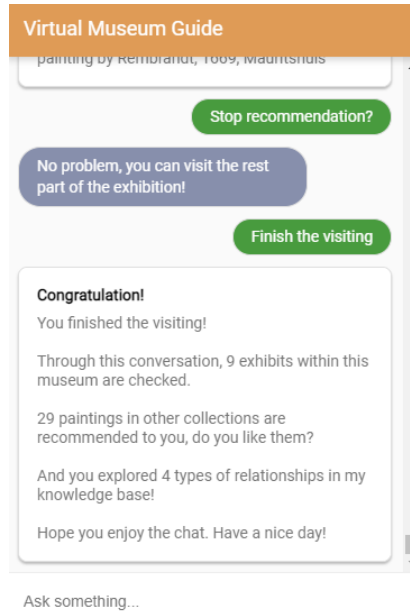 Virtual Museum Guide
painting by Rembrandt, 1669, Mauritshuis
Stop recommendation?
No problem, you can visit the rest
part of the exhibition!
Finish the visiting
Congratulation!
You finished the visiting!
Through this conversation, 9 exhibits within this
museum are checked.
29 paintings in other collections are
recommended to you, do you like them?
And you explored 4 types of relationships in my
knowledge base!
Hope you enjoy the chat. Have a nice day!
Ask something...